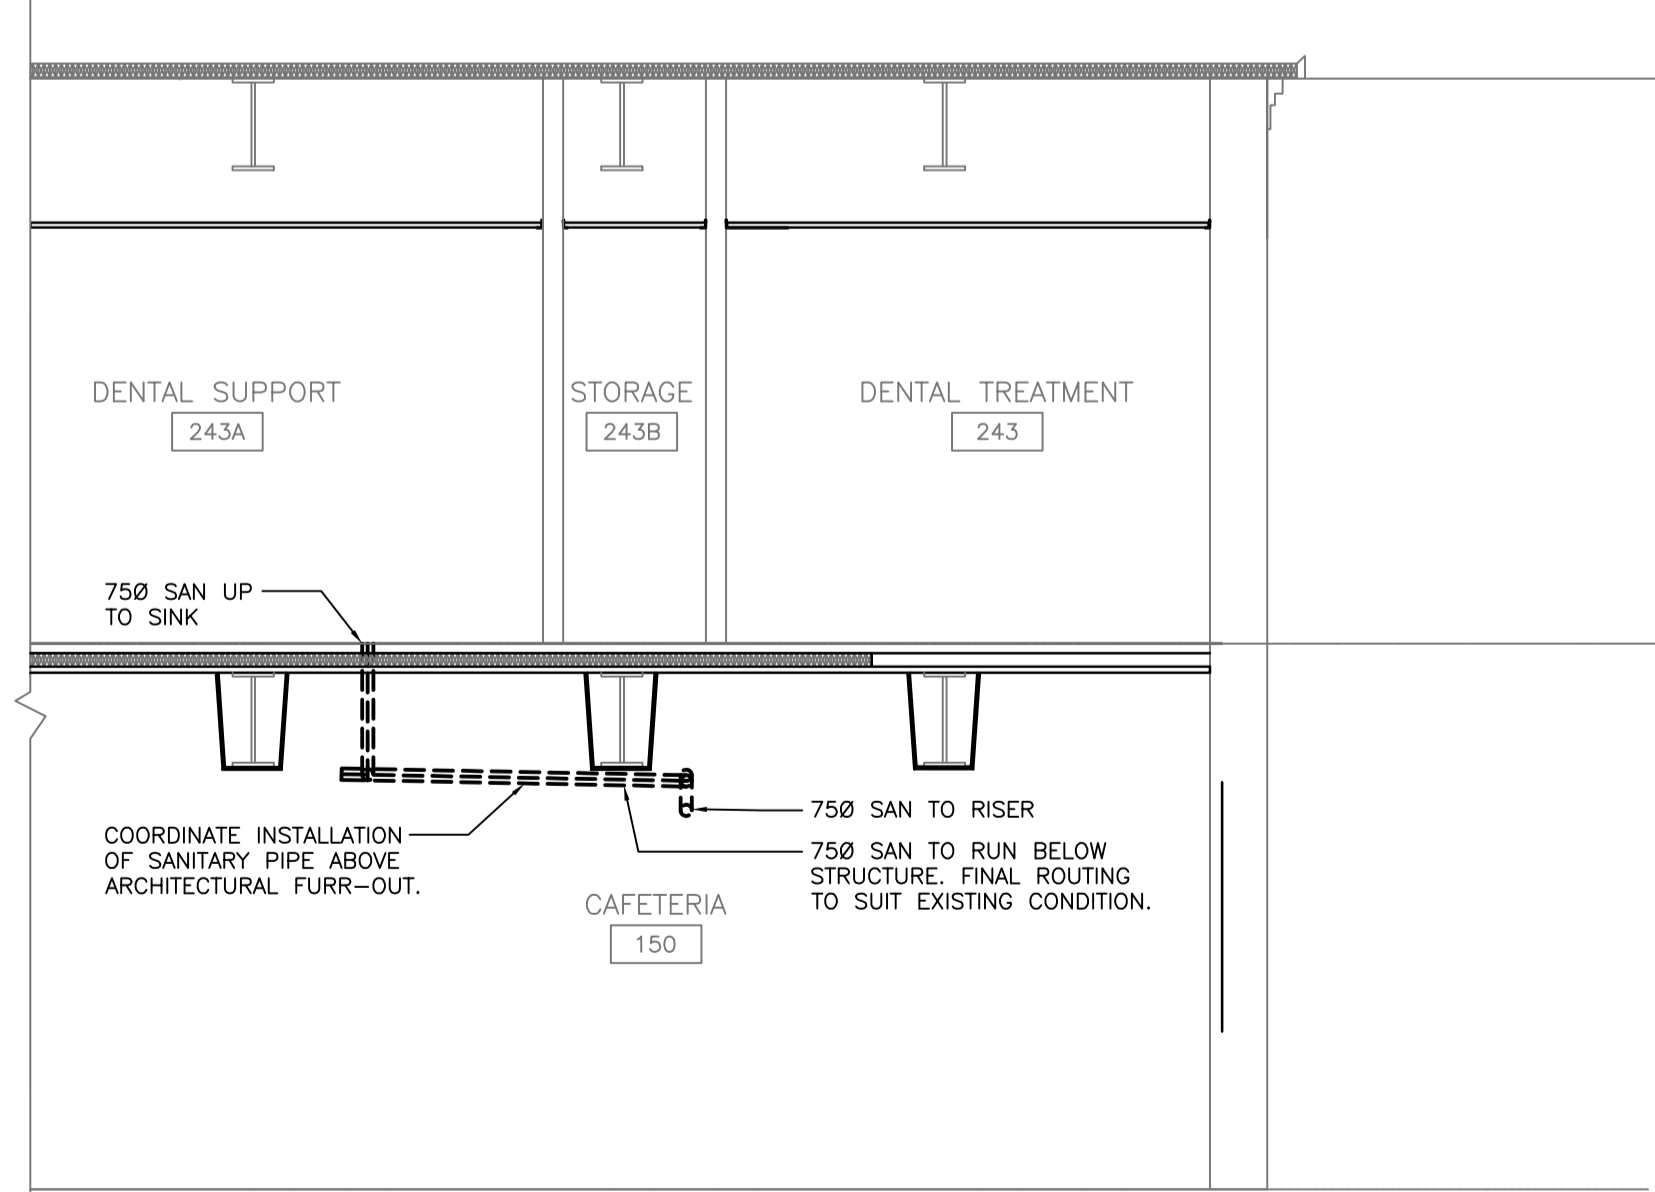 DENTAL SUPPORT
243A
STORAGE
243B
DENTAL TREATMENT
243
75Ø SAN UP
TO SINK
COORDINATE INSTALLATION
OF SANITARY PIPE ABOVE
ARCHITECTURAL FURR-OUT.
75Ø SAN TO RISER
75Ø SAN TO RUN BELOW
STRUCTURE. FINAL ROUTING
TO SUIT EXISTING CONDITION.
CAFETERIA
150